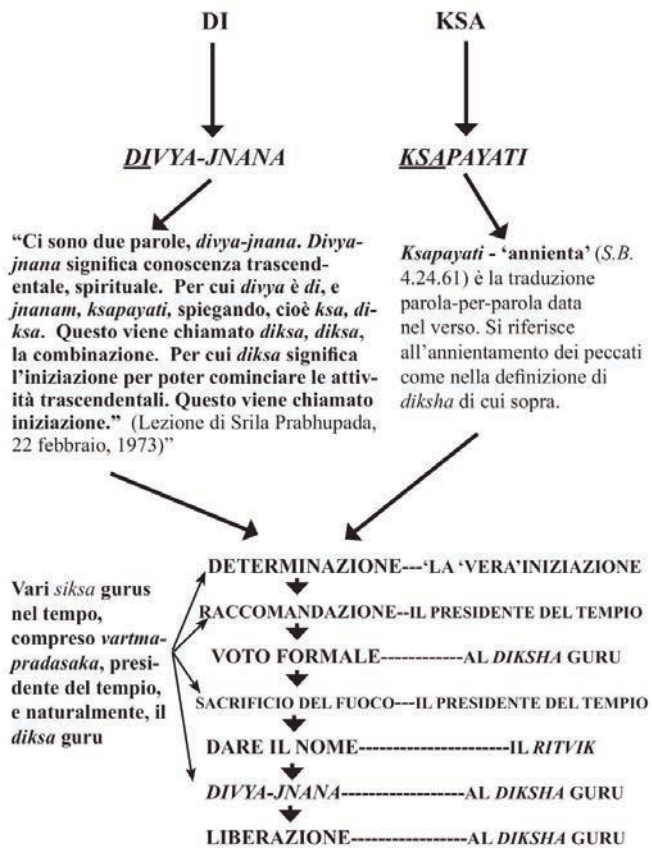 DI
KSA
DIVYA-JNANA
KSAPAYATI
“Ci sono due parole, divya-jnana. Divya-
jnana significa conoscenza trascend-
entale, spirituale. Per cui divya è di, e
jnanam, ksapayati, spiegando, cioè ksa, di-
ksa. Questo viene chiamato diksa, diksa,
la combinazione. Per cui diksa significa
l’iniziazione per poter cominciare le attiv-
ità trascendentali. Questo viene chiamato
iniziazione.” (Lezione di Srila Prabhupada,
22 febbraio, 1973)”
Ksapayati - ‘annienta’ (S.B.
4.24.61) è la traduzione
parola-per-parola data
nel verso. Si riferisce
all’annientamento dei peccati
come nella definizione di
diksha di cui sopra.
Vari siksa gurus
nel tempo,
compreso vartma-
pradasaka, presi-
dente del tempio,
e naturalmente, il
diksa guru
DETERMINAZIONE---‘LA ‘VERA’INIZIAZIONE
RACCOMANDAZIONE--IL PRESIDENTE DEL TEMPIO
VOTO FORMALE------------AL DIKSHA GURU
SACRIFICIO DEL FUOCO---IL PRESIDENTE DEL TEMPIO
DARE IL NOME-----------------------IL RITVIK
DIVYA-JNANA------------------AL DIKSHA GURU
LIBERAZIONE-----------------AL DIKSHA GURU